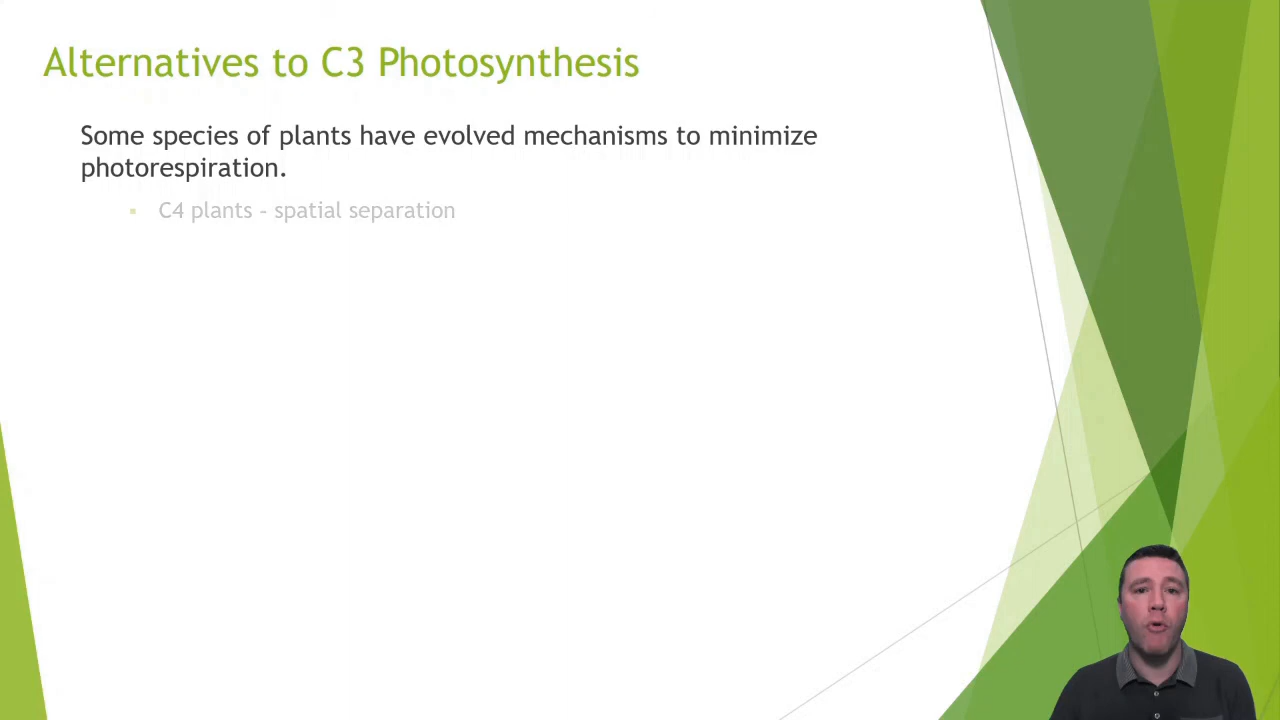 Alternatives to C3 Photosynthesis
Some species of plants have evolved mechanisms to minimize
photorespiration.
▪ C4 plants – spatial separation